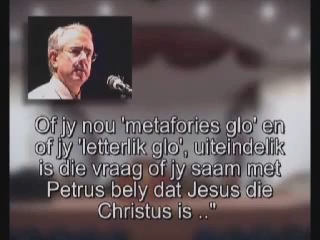 Of jy nou 'metafories glo' en
of jy 'letterlik glo', uiteindelik
is die vraag of jy saam met
Petrus bely dat Jesus die
Christus is .."